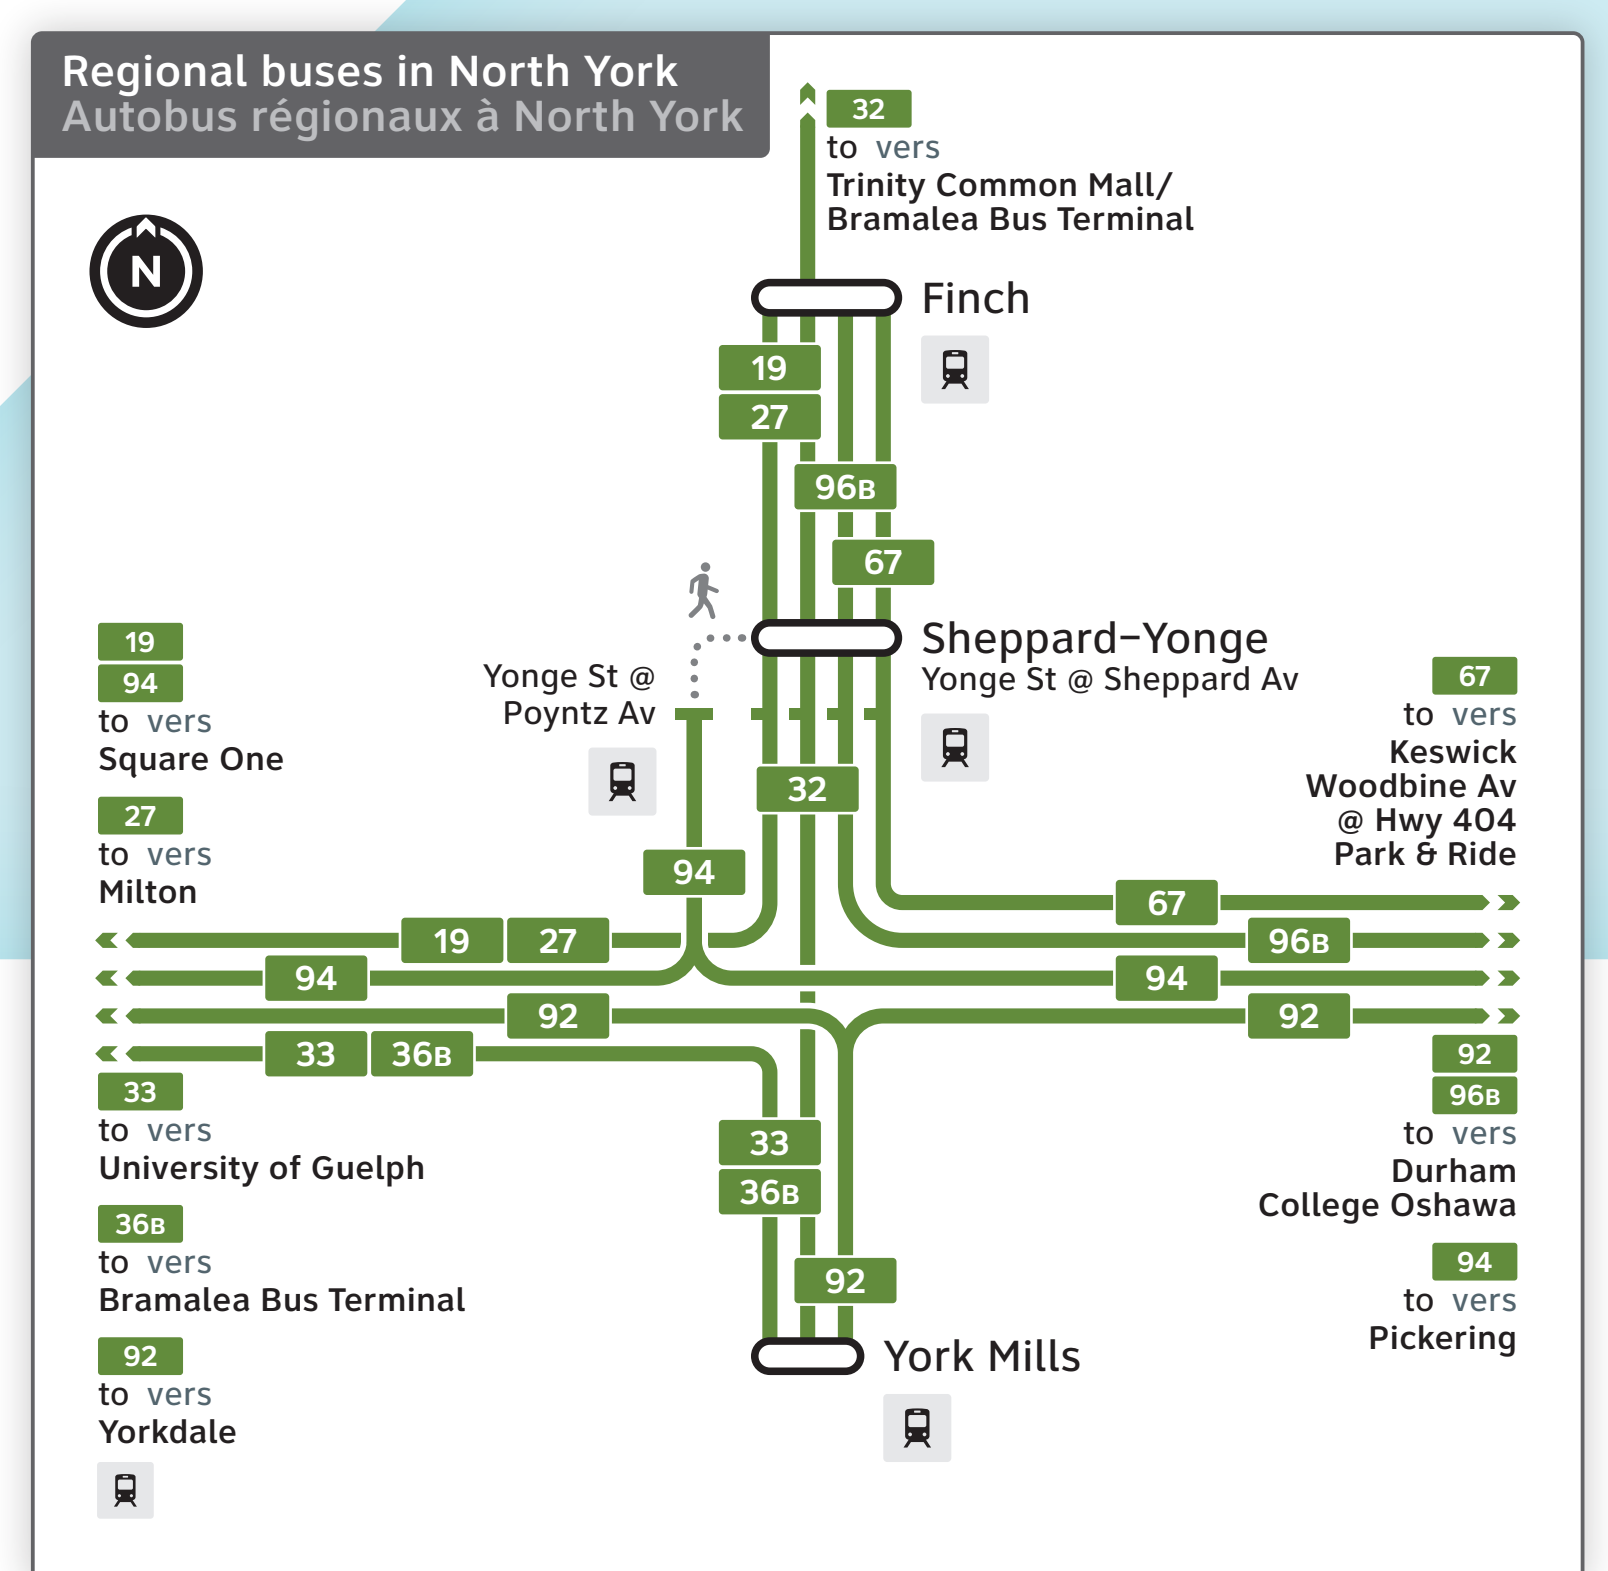 Regional buses in North York
Autobus régionaux à North York
32
to vers
Trinity Common Mall/
Bramalea Bus Terminal
N
Finch
19
27
96B
67
Sheppard–Yonge
Yonge St @ Sheppard Av
Yonge St @
Poyntz Av
19
94
to vers
Square One
27
to vers
Milton
67
to vers
Keswick
Woodbine Av
@ Hwy 404
Park & Ride
32
94
67
19 27
96B
94
94
92
92
33 36B
33
to vers
University of Guelph
36B
to vers
Bramalea Bus Terminal
92
to vers
Yorkdale
33
36B
92
York Mills
92
96B
to vers
Durham
College Oshawa
94
to vers
Pickering